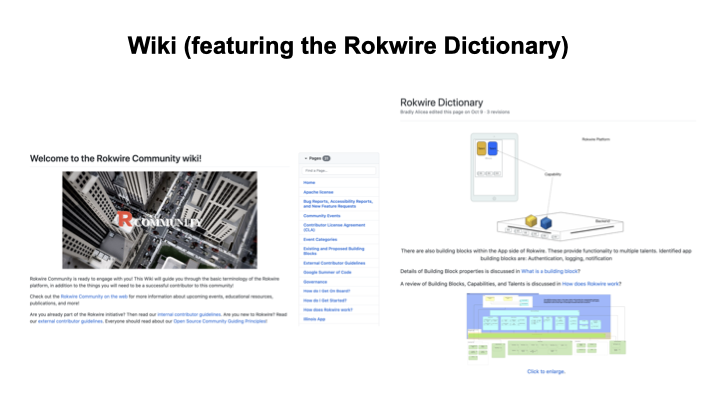 Wiki (featuring the Rokwire Dictionary)
Welcome to the Rokwire Community wiki!
R COMMUNITY
Rokwire Community is ready to engage with you! This Wiki will guide you through the basic terminology of the Rokwire
platform, in addition to the things you will need to be a successful contributor to this community!
Check out the Rokwire Community on the web for more information about upcoming events, educational resources,
publications, and more!
Are you already part of the Rokwire initiative? Then read our internal contributor guidelines. Are you new to Rokwire? Read
our external contributor guidelines. Everyone should read about our Open Source Community Guiding Principles!
Pages
Find a Page...
Home
Apache license
Bug Reports, Accessibility Reports,
and New Feature Requests
Community Events
Contributor License Agreement
(CLA)
Event Categories
Existing and Proposed Building
Blocks
External Contributor Guidelines
Google Summer of Code
Governance
How do I Get On Board?
How do I Get Started?
How does Rokwire work?
Illinois App
Rokwire Dictionary
edited this page on Oct 9 · 3 revisions
Rokwire Platform
Capability
Backend
There are also building blocks within the App side of Rokwire. These provide functionality to multiple talents. Identified app
building blocks are: Authentication, logging, notification
Details of Building Block properties is discussed in What is a building block?
A review of Building Blocks, Capabilities, and Talents is discussed in How does Rokwire work?
Click to enlarge.